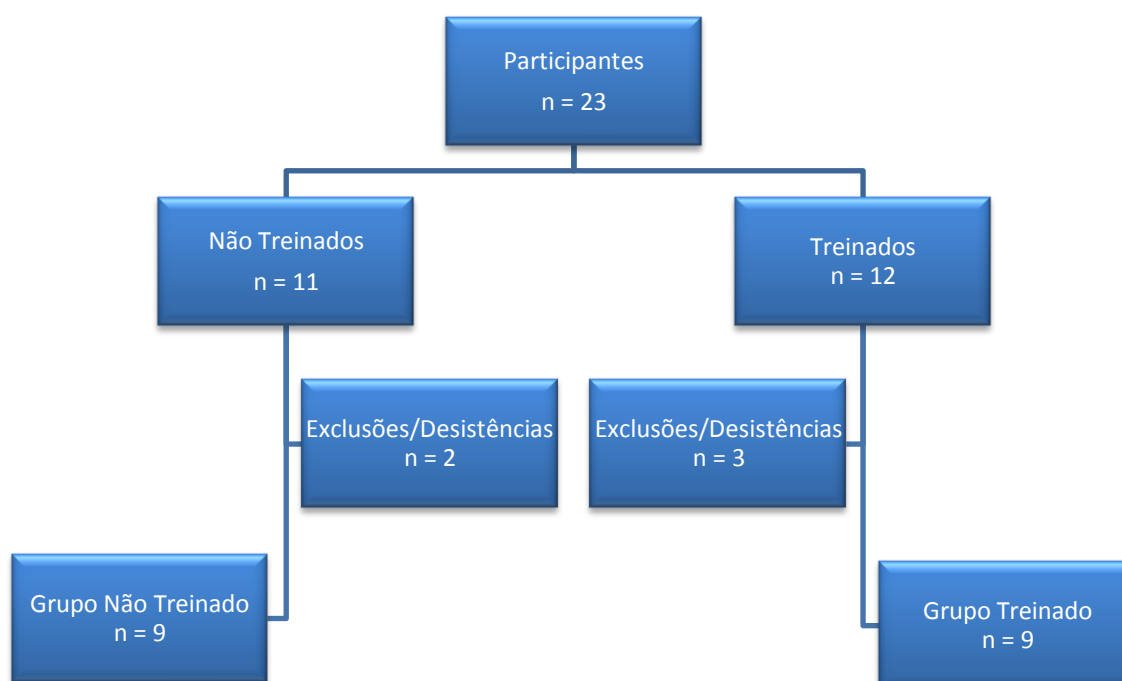 Participantes
n = 23
Não Treinados
n = 11
Treinados
n = 12
Exclusões/Desistências
n = 2
Exclusões/Desistências
n = 3
Grupo Não Treinado
n = 9
Grupo Treinado
n = 9